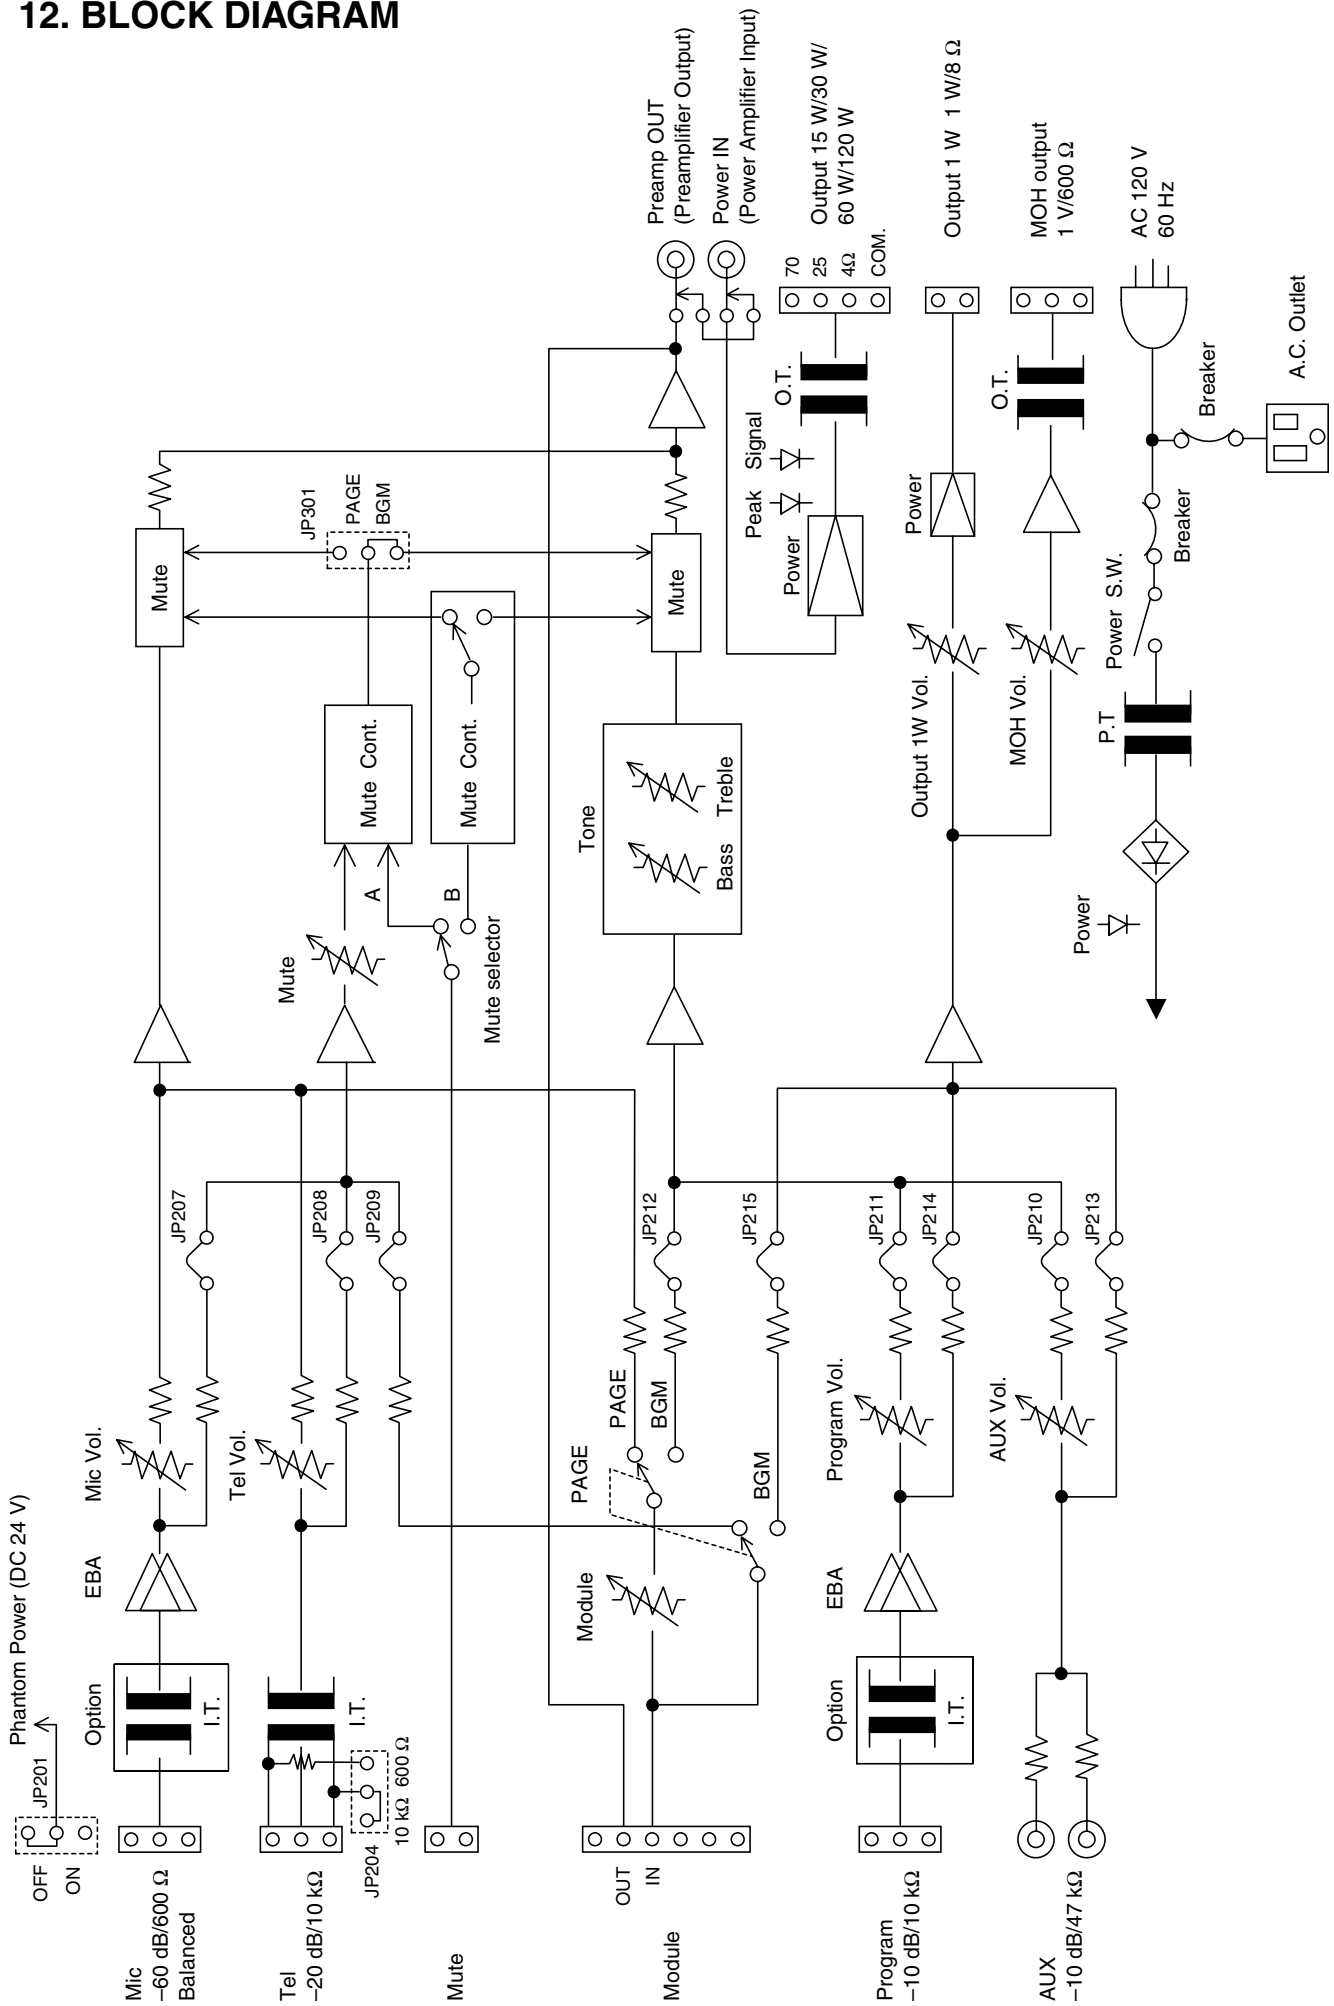 12. BLOCK DIAGRAM
Phantom Power (DC 24 V)
JP201
OFF
ON
Mic
–60 dB/600 Ω
Balanced
Option
I.T.
EBA
Mic Vol.
JP207
Mute
Tel
–20 dB/10 kΩ
JP204
10 kΩ
600 Ω
I.T.
Tel Vol.
JP208
JP209
Mute
A
B
Mute selector
Mute Cont.
Mute Cont.
JP301
PAGE
BGM
Mute
Module
OUT
IN
Module
PAGE
BGM
PAGE
BGM
JP212
JP215
Tone
Bass
Treble
Mute
Preamp OUT
(Preamplifier Output)
Power IN
(Power Amplifier Input)
Power
Peak
Signal
O.T.
70
25
4Ω
COM.
Output 15 W/30 W/
60 W/120 W
Program
–10 dB/10 kΩ
Option
I.T.
EBA
Program Vol.
JP211
JP214
Output 1W Vol.
Power
Output 1 W  1 W/8 Ω
AUX
–10 dB/47 kΩ
AUX Vol.
JP210
JP213
MOH Vol.
O.T.
MOH output
1 V/600 Ω
Power
P.T
Power S.W.
Breaker
Breaker
AC 120 V
60 Hz
A.C. Outlet